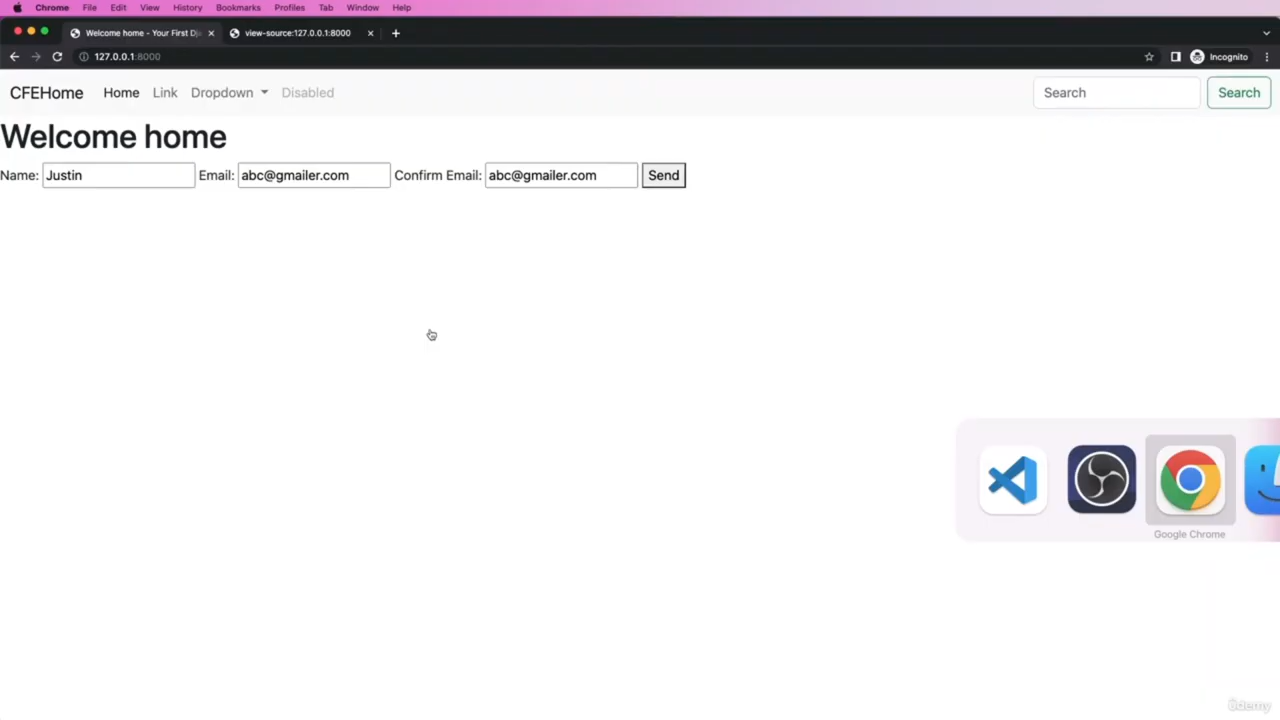 Chrome File Edit View History Bookmarks Profiles Tab Window Help
Welcome home - Your First Dj view-source:127.0.0.1:8000
127.0.0.1:8000 Incognito
CFEHome Home Link Dropdown Disabled Search Search
Welcome home
Name: Justin Email: abc@gmailer.com Confirm Email: abc@gmailer.com Send
Google Chrome
Udemy